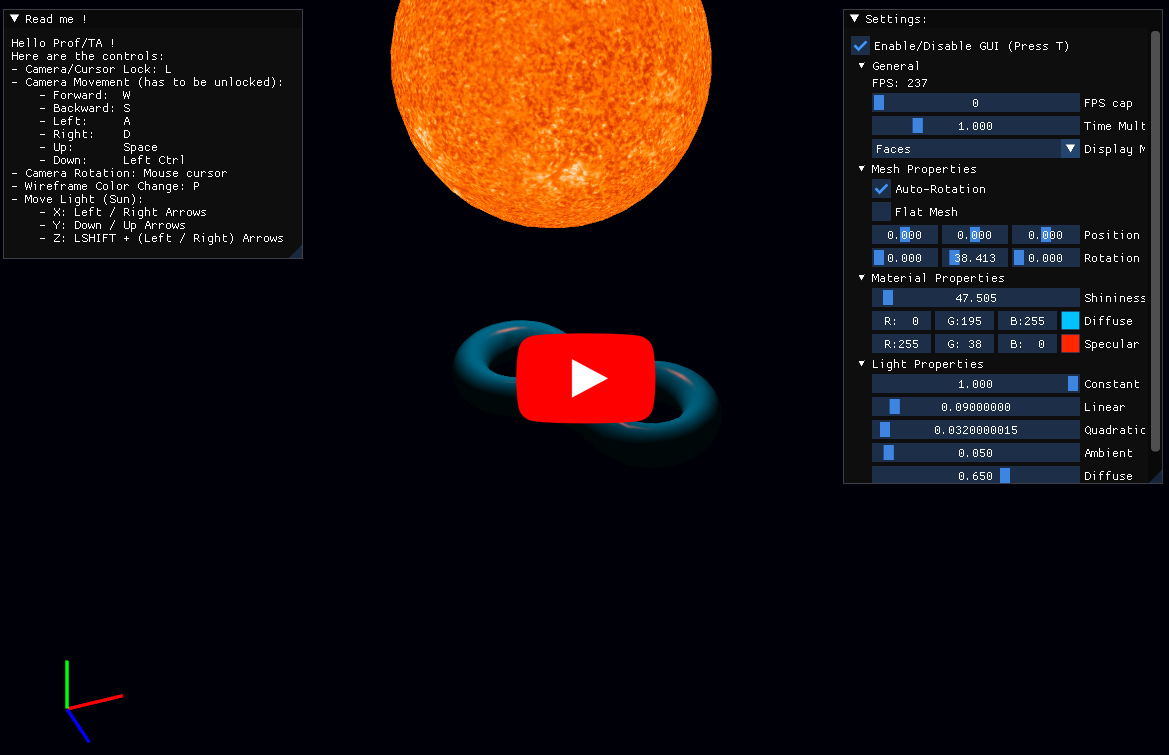 Read me !
Hello Prof/TA !
Here are the controls:
- Camera/Cursor Lock: L
- Camera Movement (has to be unlocked):
- Forward: W
- Backward: S
- Left: A
- Right: D
- Up: Space
- Down: Left Ctrl
- Camera Rotation: Mouse cursor
- Wireframe Color Change: P
- Move Light (Sun):
- X: Left / Right Arrows
- Y: Down / Up Arrows
- Z: LSHIFT + (Left / Right) Arrows
Settings:
Enable/Disable GUI (Press T)
General
FPS: 237
0 FPS cap
1.000 Time Mult
Faces Display M
Mesh Properties
Auto-Rotation
Flat Mesh
0.000 0.000 0.000 Position
0.000 38.413 0.000 Rotation
Material Properties
47.505 Shininess
R: 0 G:195 B:255 Diffuse
R:255 G: 38 B: 0 Specular
Light Properties
1.000 Constant
0.09000000 Linear
0.0320000015 Quadratic
0.050 Ambient
0.650 Diffuse